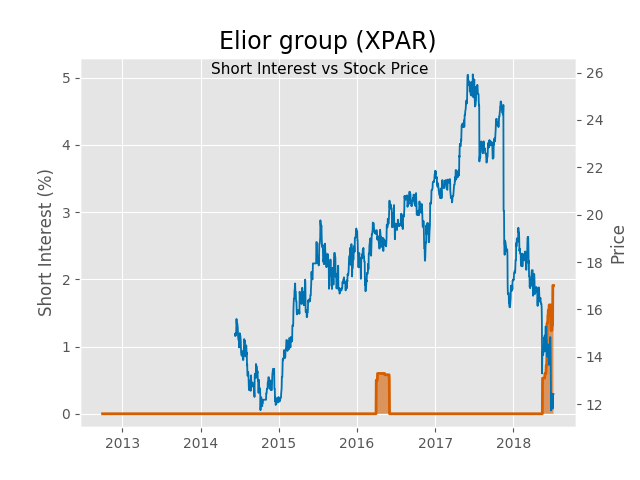 Elior group (XPAR)
Short Interest vs Stock Price
Short Interest (%)
5
4
3
2
1
0
26
24
22
20
18
16
14
12
Price
2013 2014 2015 2016 2017 2018